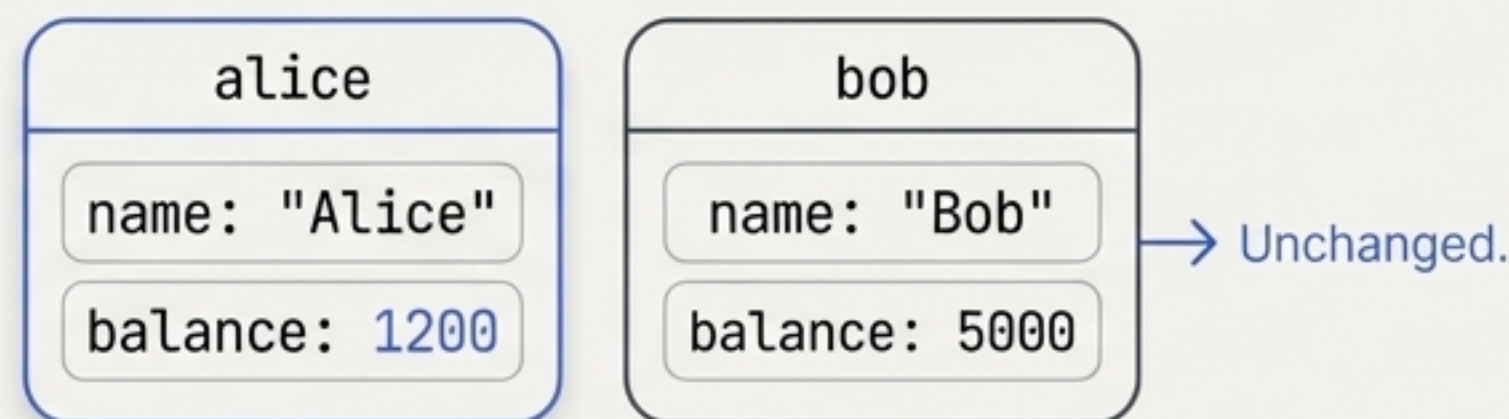 alice
name: "Alice"
balance: 1200
bob
name: "Bob"
balance: 5000
Unchanged.